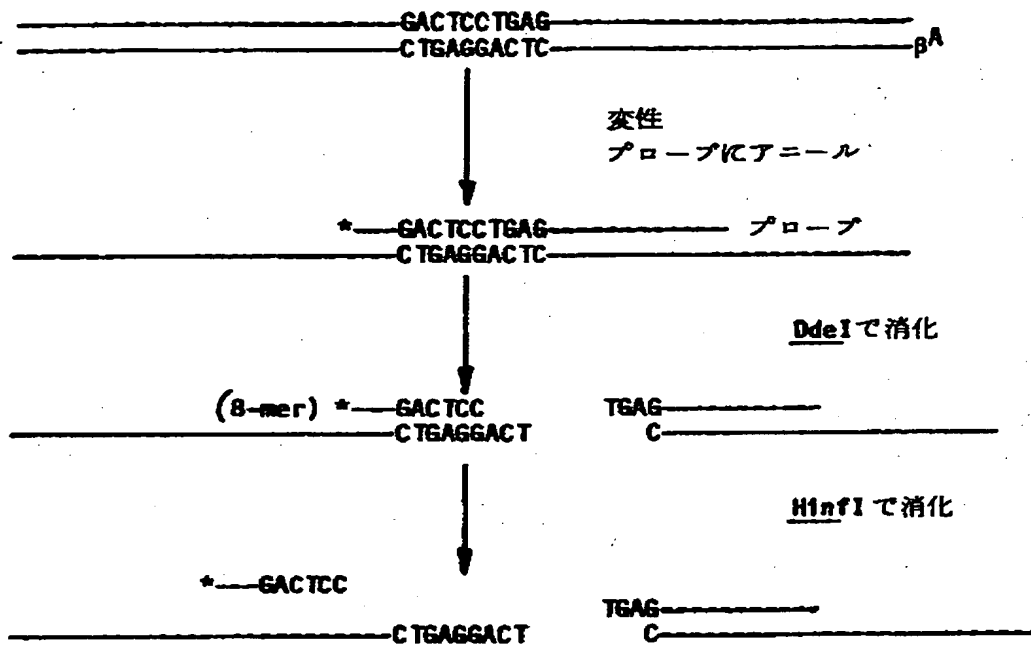 GACTCCTGAG
CTGAGGACTC βA
変性
プローブにアニール
*GACTCCTGAG プローブ
CTGAGGACTC
DdeIで消化
(8-mer) *GACTCC TGAG
CTGAGGACT C
HinfIで消化
*GACTCC
TGAG
CTGAGGACT C